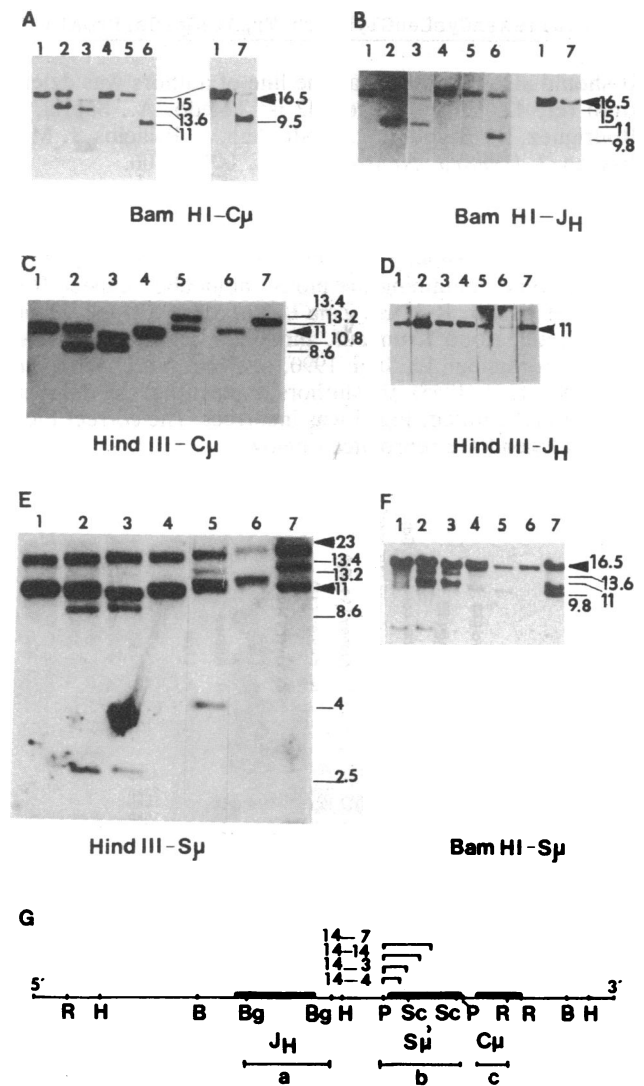 A
1 2 3 4 5 6
1 7
15
13.6
11
16.5
9.5
Bam HI-Cµ
B
1 2 3 4 5 6
1 7
16.5
15
11
9.8
Bam HI-JH
C
1 2 3 4 5 6 7
13.4
13.2
11
10.8
8.6
Hind III-Cµ
D
1 2 3 4 5 6 7
11
Hind III-JH
E
1 2 3 4 5 6 7
23
13.4
13.2
11
8.6
4
2.5
Hind III-Sµ
F
1 2 3 4 5 6 7
16.5
13.6
11
9.8
Bam HI-Sµ
G
14-7
14-14
14-3
14-4
5´ 3´
R H B Bg Bg H P Sc Sc P R R B H
JH Sµ Cµ
a b c